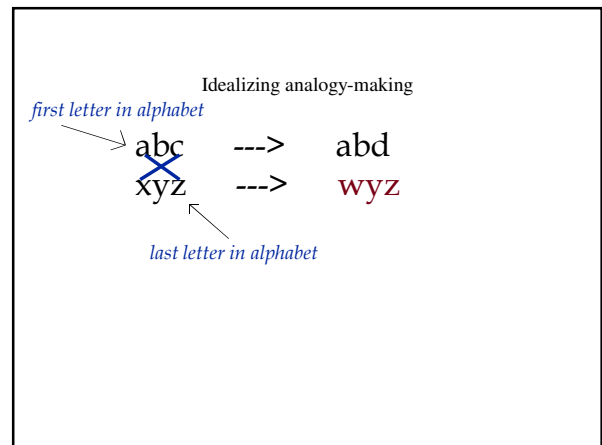 Idealizing analogy-making
first letter in alphabet
abc ---> abd
xyz ---> wyz
last letter in alphabet